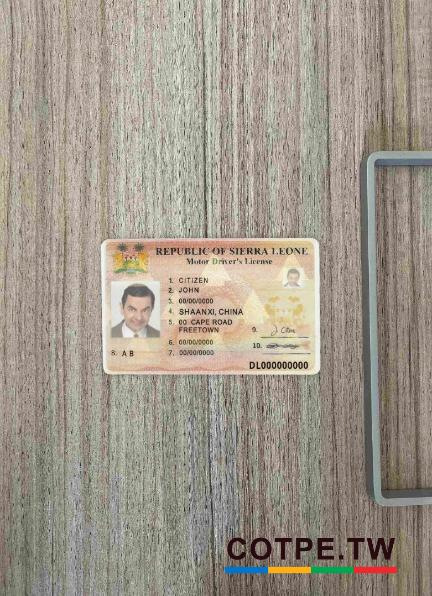 REPUBLIC OF SIERRA LEONE
Motor Driver's License
1. CITIZEN
2. JOHN
3. 00/00/0000
4. SHAANXI, CHINA
5. 00 CAPE ROAD
FREETOWN
6. 00/00/0000
7. 00/00/0000
8. A B
9. J. Citizen
10.
DL000000000
COTPE.TW